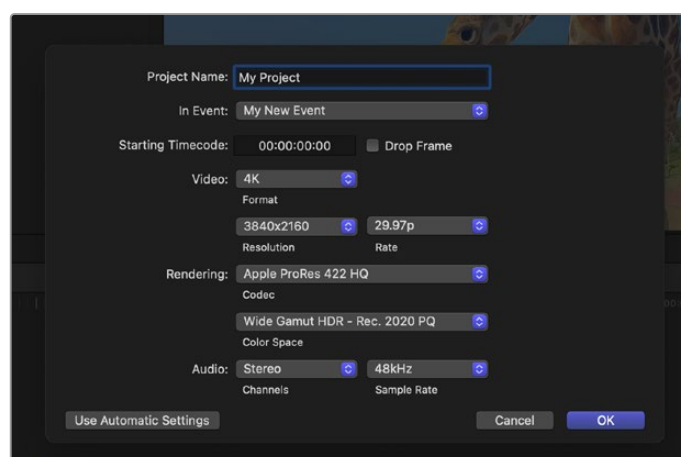 Project Name: My Project
In Event: My New Event
Starting Timecode: 00:00:00:00 Drop Frame
Video: 4K
Format
3840x2160 29.97p
Resolution Rate
Rendering: Apple ProRes 422 HQ
Codec
Wide Gamut HDR - Rec. 2020 PQ
Color Space
Audio: Stereo 48kHz
Channels Sample Rate
Use Automatic Settings Cancel OK